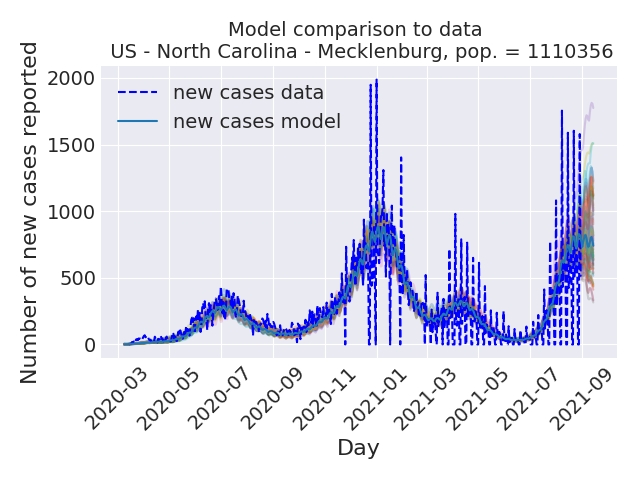 Model comparison to data
US - North Carolina - Mecklenburg, pop. = 1110356
Number of new cases reported
2000
1500
1000
500
0
new cases data
new cases model
2020-03
2020-05
2020-07
2020-09
2020-11
2021-01
2021-03
2021-05
2021-07
2021-09
Day